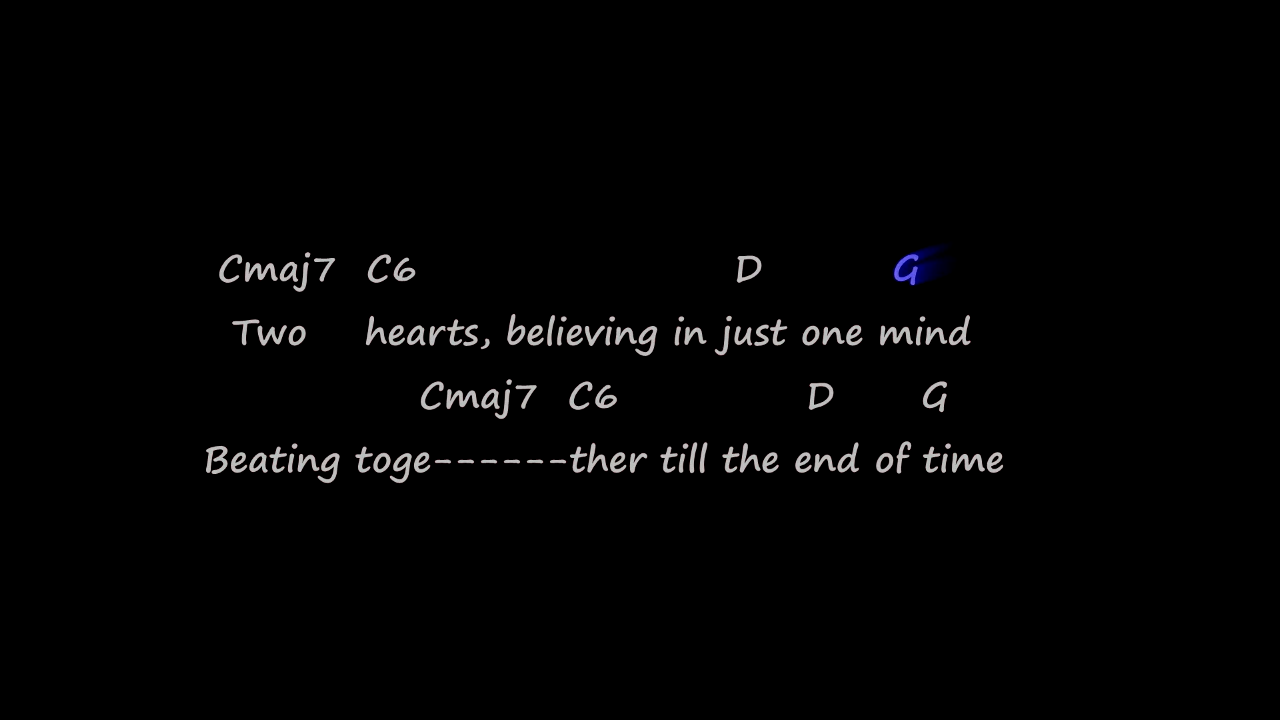 Cmaj7 C6 D G
Two hearts, believing in just one mind
Cmaj7 C6 D G
Beating toge------ther till the end of time